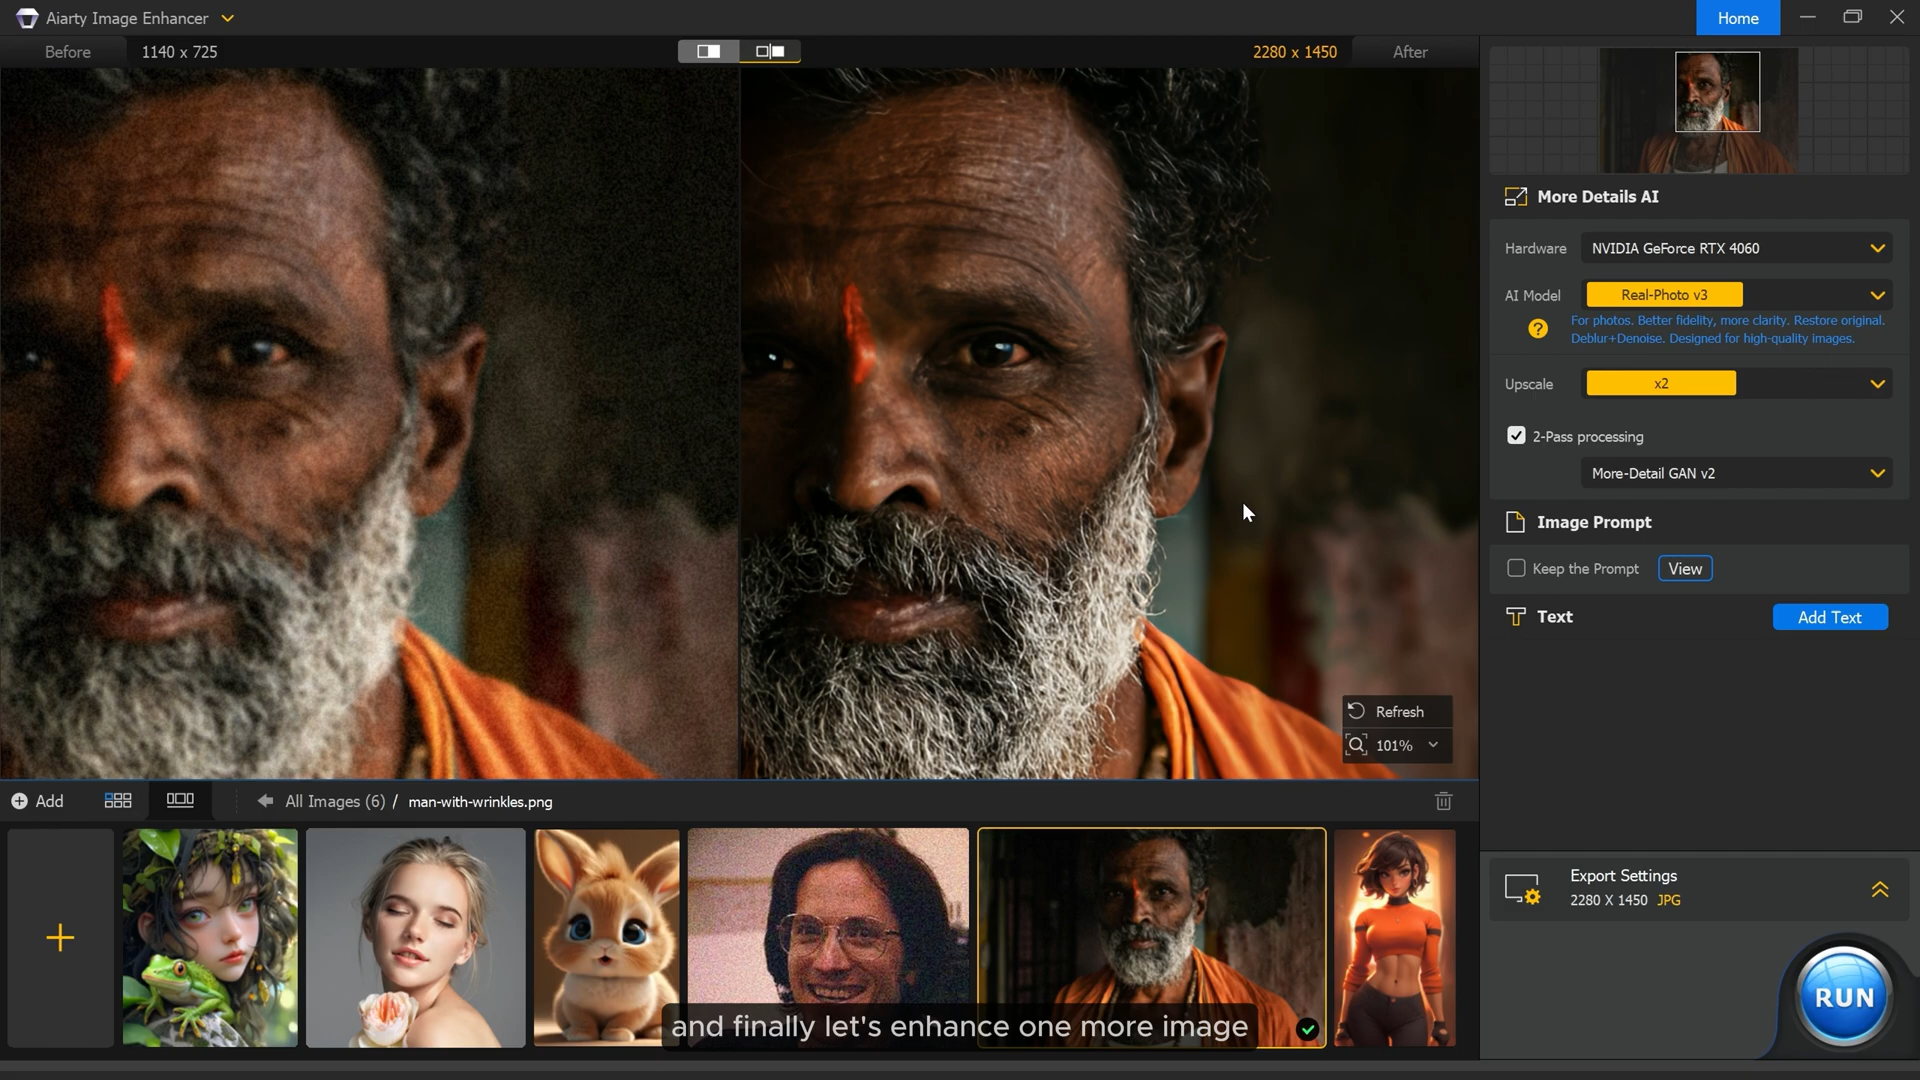 Aiarty Image Enhancer
Home
Before
1140 x 725
2280 x 1450
After
More Details AI
Hardware
NVIDIA GeForce RTX 4060
AI Model
Real-Photo v3
?
For photos. Better fidelity, more clarity. Restore original.
Deblur+Denoise. Designed for high-quality images.
Upscale
x2
2-Pass processing
More-Detail GAN v2
Image Prompt
Keep the Prompt
View
Text
Add Text
Refresh
101%
Add
All Images (6) / man-with-wrinkles.png
and finally let's enhance one more image
Export Settings
2280 X 1450 JPG
RUN